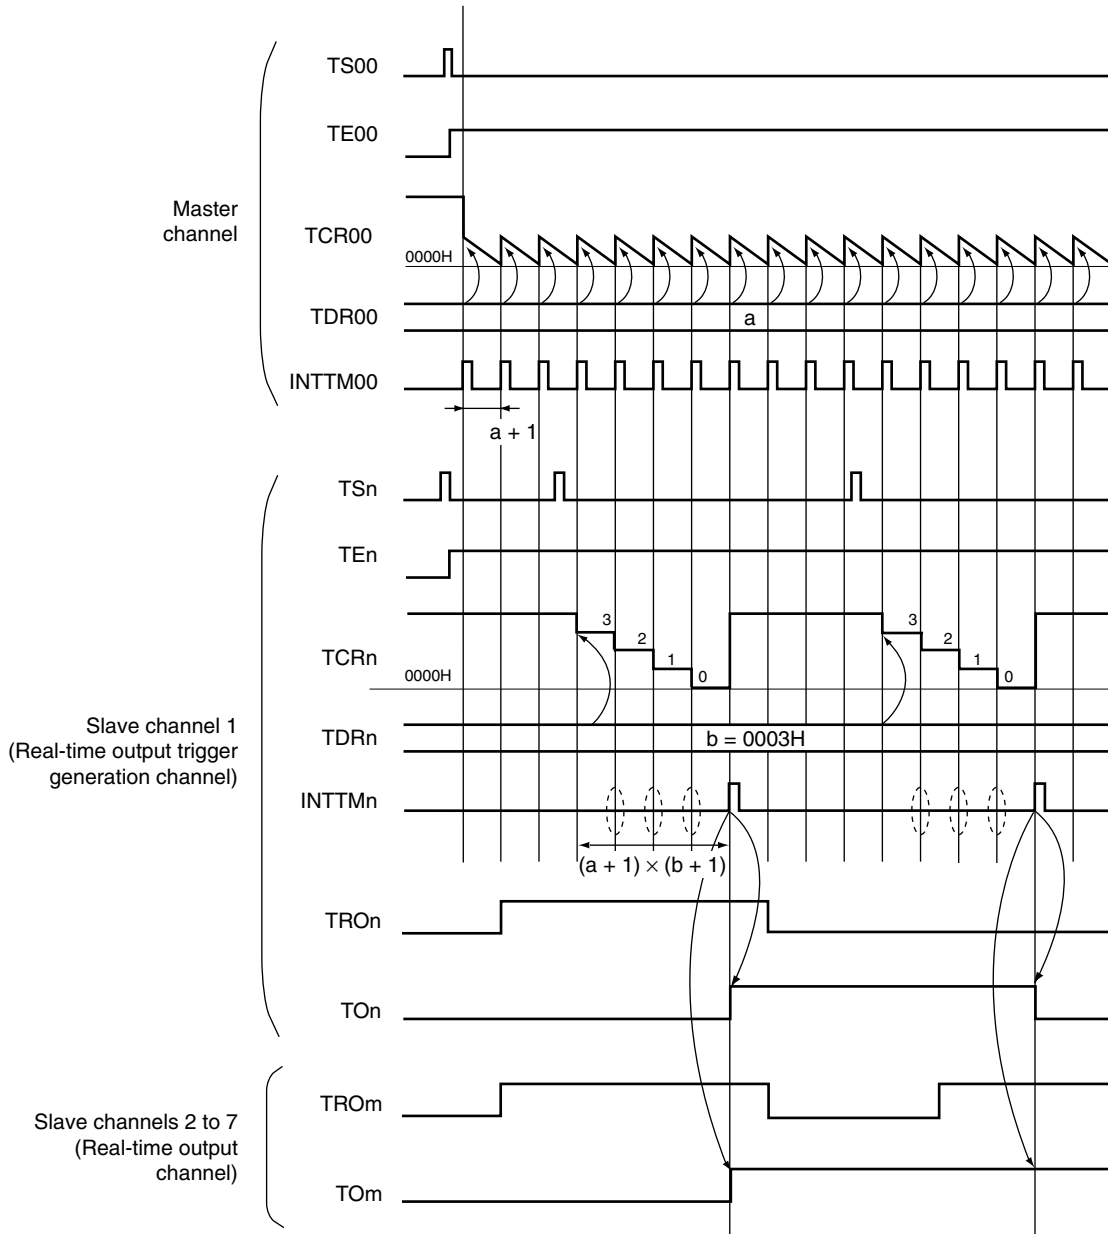 TS00
TE00
Master
channel
TCR00
0000H
TDR00
a
INTTM00
a + 1
TSn
TEn
3
2
1
0
3
2
1
0
TCRn
0000H
Slave channel 1
(Real-time output trigger
generation channel)
TDRn
b = 0003H
INTTMn
(a + 1) × (b + 1)
TROn
TOn
TROm
Slave channels 2 to 7
(Real-time output
channel)
TOm